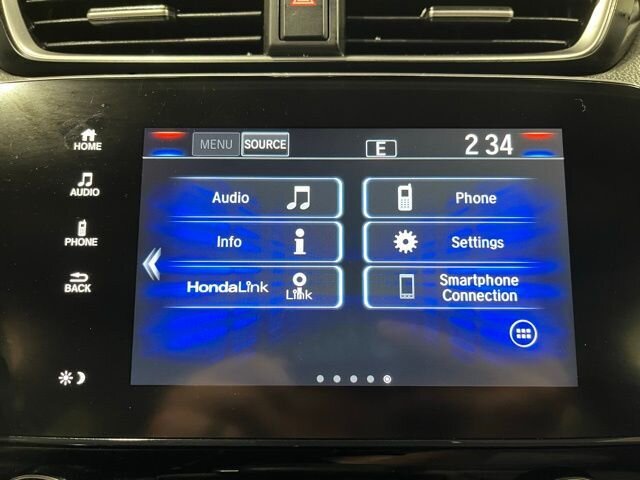 HOME
AUDIO
PHONE
BACK
MENU SOURCE E 2 34
Audio Phone
Info Settings
HondaLink Link Smartphone
Connection